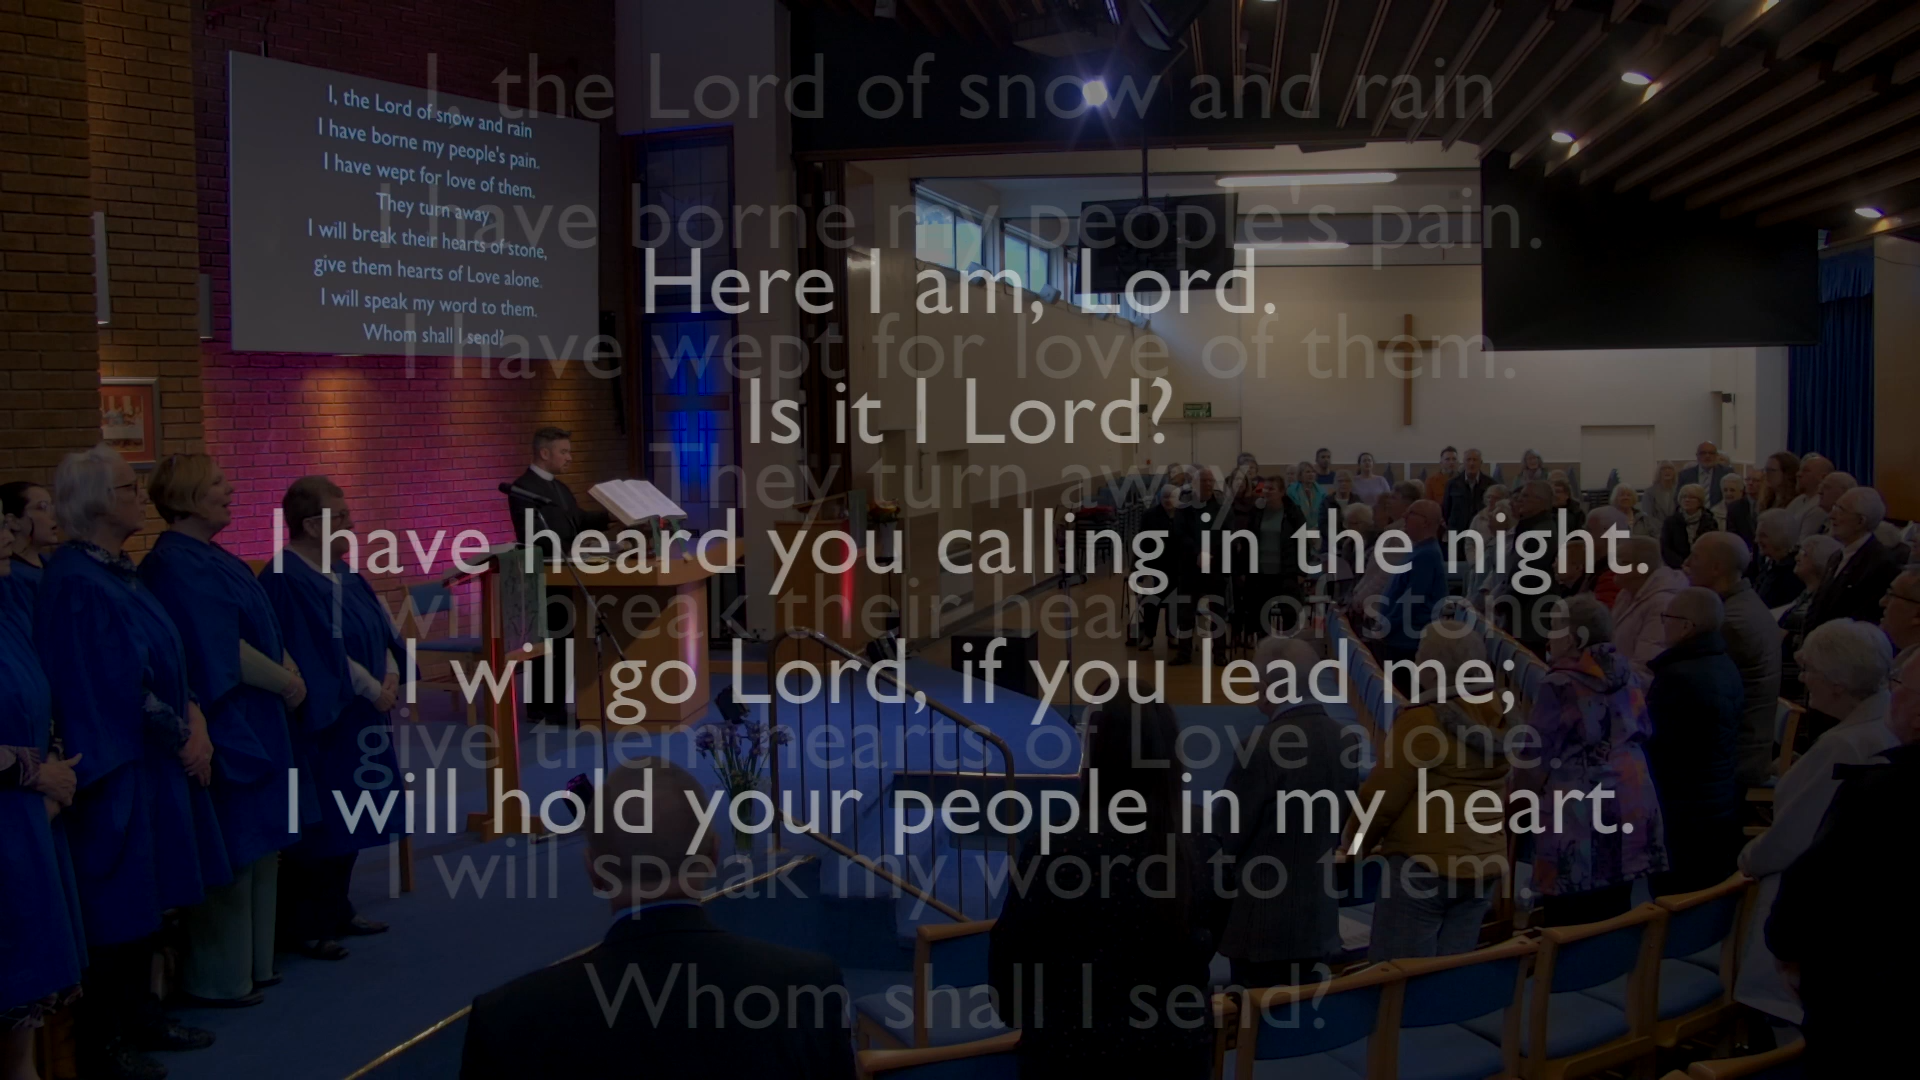 I, the Lord of snow and rain
I have borne my people's pain.
I have wept for love of them.
They turn away.
I will break their hearts of stone,
give them hearts of Love alone.
I will speak my word to them.
Whom shall I send?
I, the Lord of snow and rain
I have borne my people's pain.
I have wept for love of them.
They turn away.
I will break their hearts of stone,
give them hearts of Love alone.
I will speak my word to them.
Whom shall I send?
Here I am, Lord.
Is it I Lord?
I have heard you calling in the night.
I will go Lord, if you lead me;
I will hold your people in my heart.